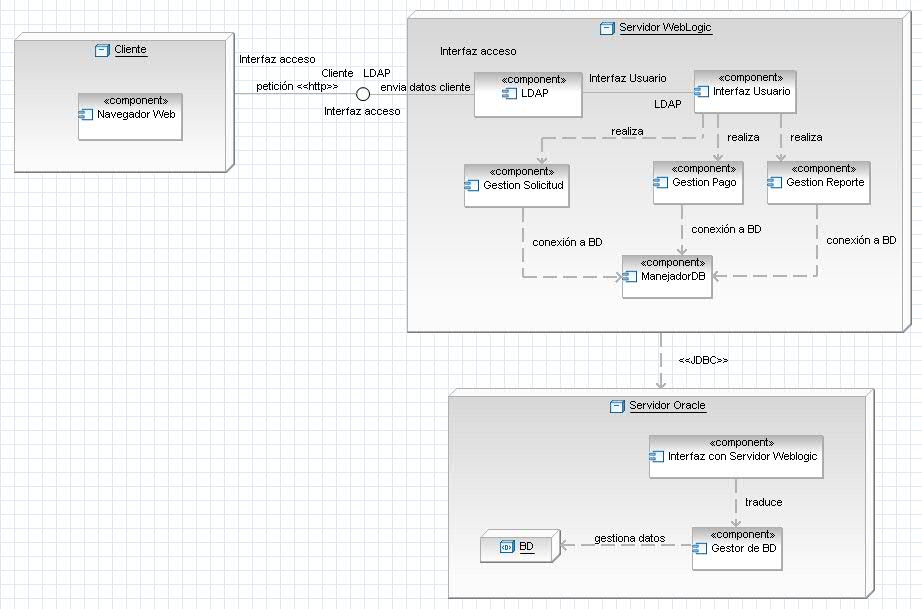 Cliente
«component»
Navegador Web
Interfaz acceso
Cliente LDAP
petición <<http>>
envia datos cliente
Interfaz acceso
Servidor WebLogic
Interfaz acceso
«component»
LDAP
Interfaz Usuario
LDAP
«component»
Interfaz Usuario
realiza
realiza
realiza
«component»
Gestion Solicitud
«component»
Gestion Pago
«component»
Gestion Reporte
conexión a BD
conexión a BD
conexión a BD
«component»
ManejadorDB
<<JDBC>>
Servidor Oracle
«component»
Interfaz con Servidor Weblogic
traduce
«component»
Gestor de BD
gestiona datos
BD